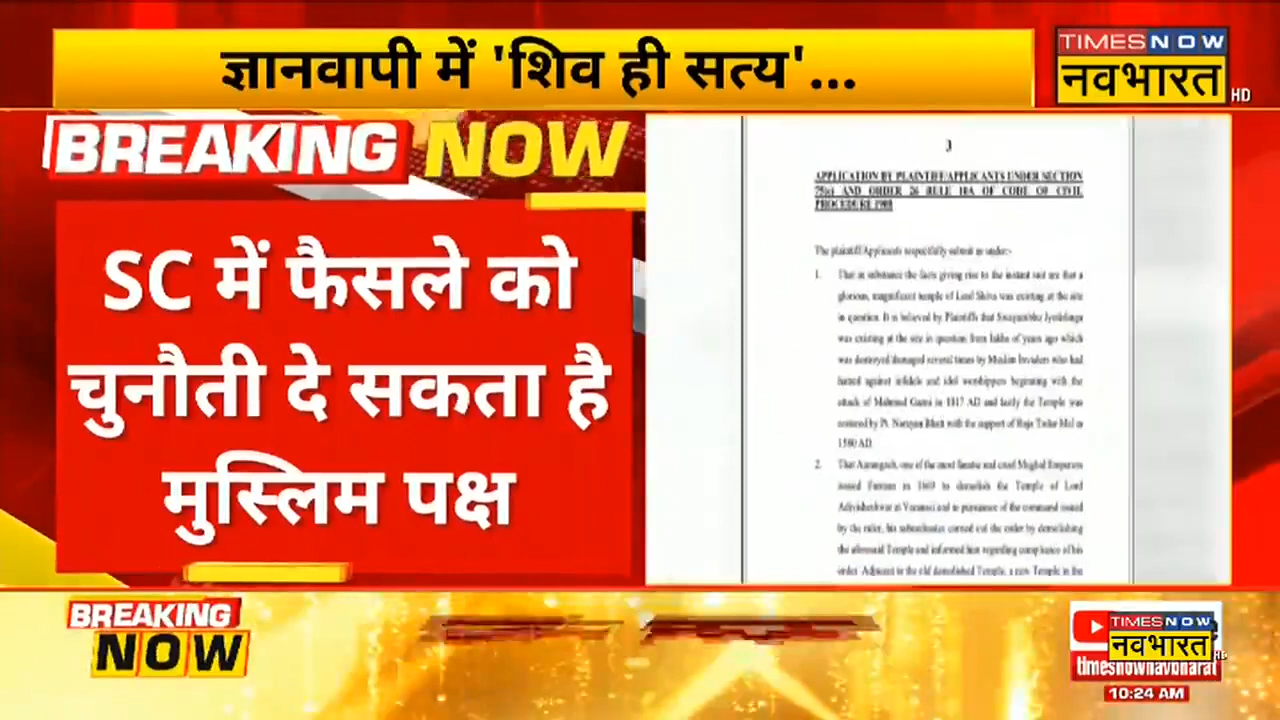 ज्ञानवापी में 'शिव ही सत्य'...
TIMES NOW
नवभारत
HD
BREAKING NOW
SC में फैसले को
चुनौती दे सकता है
मुस्लिम पक्ष
3
APPLICATION BY PLAINTIFF/APPLICANTS UNDER SECTION
75(e) AND ORDER 26 RULE 10A OF CODE OF CIVIL
PROCEDURE 1908
The plaintiff/Applicants respectfully submit as under:-
1. That in substance the facts giving rise to the instant suit are that a
glorious, magnificent temple of Lord Shiva was existing at the site
in question. It is believed by Plaintiffs that Swayambhu Jyotirlinga
was existing at the site in question from lakhs of years ago which
was destroyed/damaged several times by Muslim Invaders who had
hatred against infidels and idol worshippers beginning with the
attack of Mahmud Gazni in 1017 AD and lastly the Temple was
restored by Pt. Narayan Bhatt with the support of Raja Todar Mal in
1580 AD.
2. That Aurangzeb, one of the most fanatic and cruel Mughal Emperors
issued Farman in 1669 to demolish the Temple of Lord
Adivisheshwar at Varanasi and in pursuance of the command issued
by the ruler, his subordinates carried out the order by demolishing
the aforesaid Temple and informed him regarding compliance of his
order. Adjacent to the old demolished Temple, a new Temple in the
BREAKING
NOW
TIMES NOW
नवभारत
HD
timesnownavbharat
10:24 AM